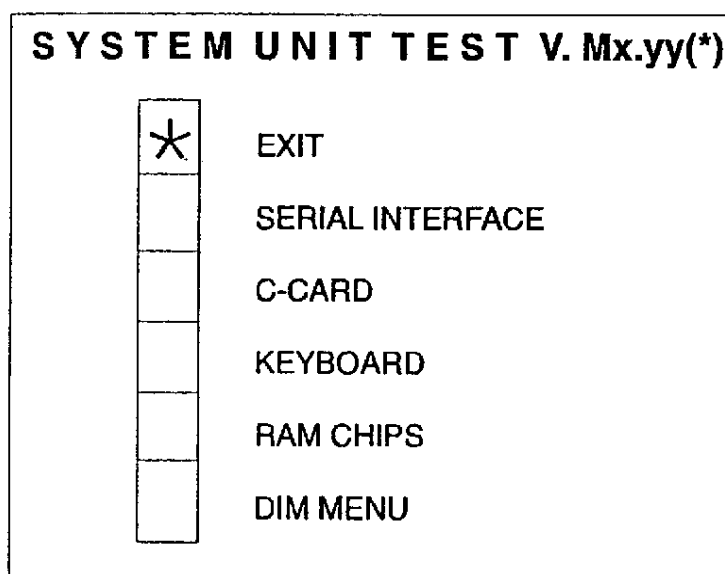 SYSTEM UNIT TEST V. Mx.yy(*)
* EXIT
SERIAL INTERFACE
C-CARD
KEYBOARD
RAM CHIPS
DIM MENU